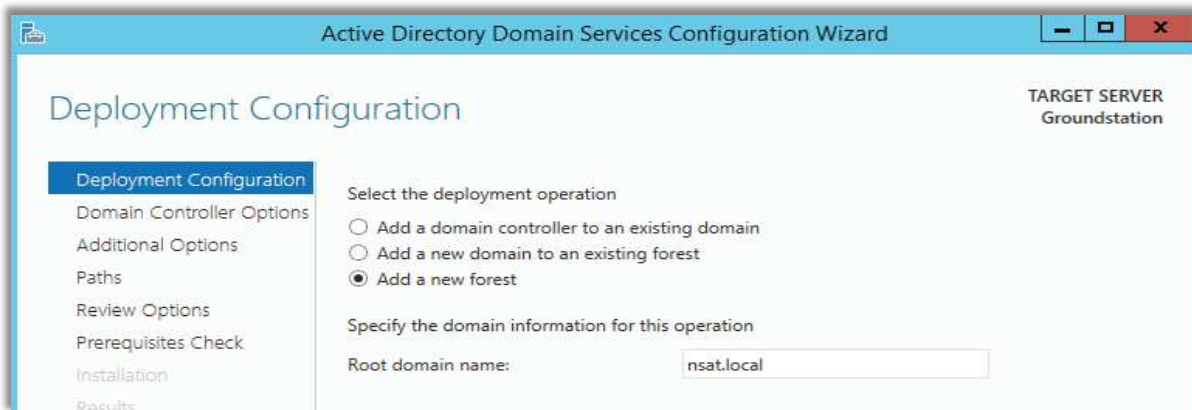 Active Directory Domain Services Configuration Wizard
Deployment Configuration
TARGET SERVER
Groundstation
Deployment Configuration
Domain Controller Options
Additional Options
Paths
Review Options
Prerequisites Check
Installation
Results
Select the deployment operation
Add a domain controller to an existing domain
Add a new domain to an existing forest
Add a new forest
Specify the domain information for this operation
Root domain name:
nsat.local